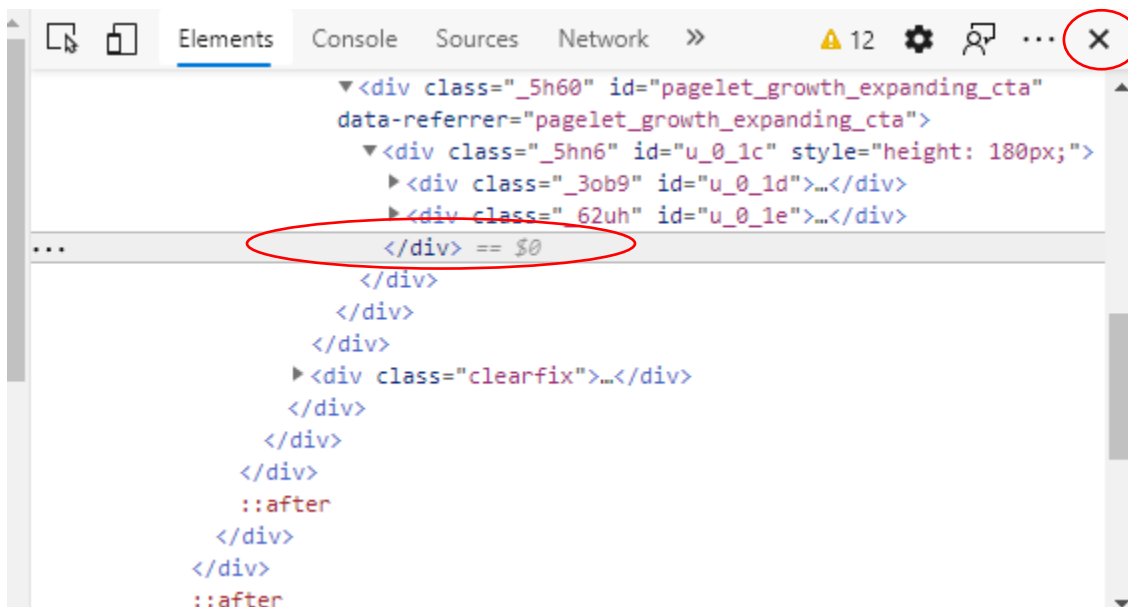 Elements Console Sources Network » 12 ... ×
▼<div class="_5h60" id="pagelet_growth_expanding_cta"
data-referrer="pagelet_growth_expanding_cta">
▼<div class="_5hn6" id="u_0_1c" style="height: 180px;">
▶<div class="_3ob9" id="u_0_1d">…</div>
▶<div class="_62uh" id="u_0_1e">…</div>
... </div> == $0
</div>
</div>
</div>
▶<div class="clearfix">…</div>
</div>
</div>
</div>
::after
</div>
</div>
::after